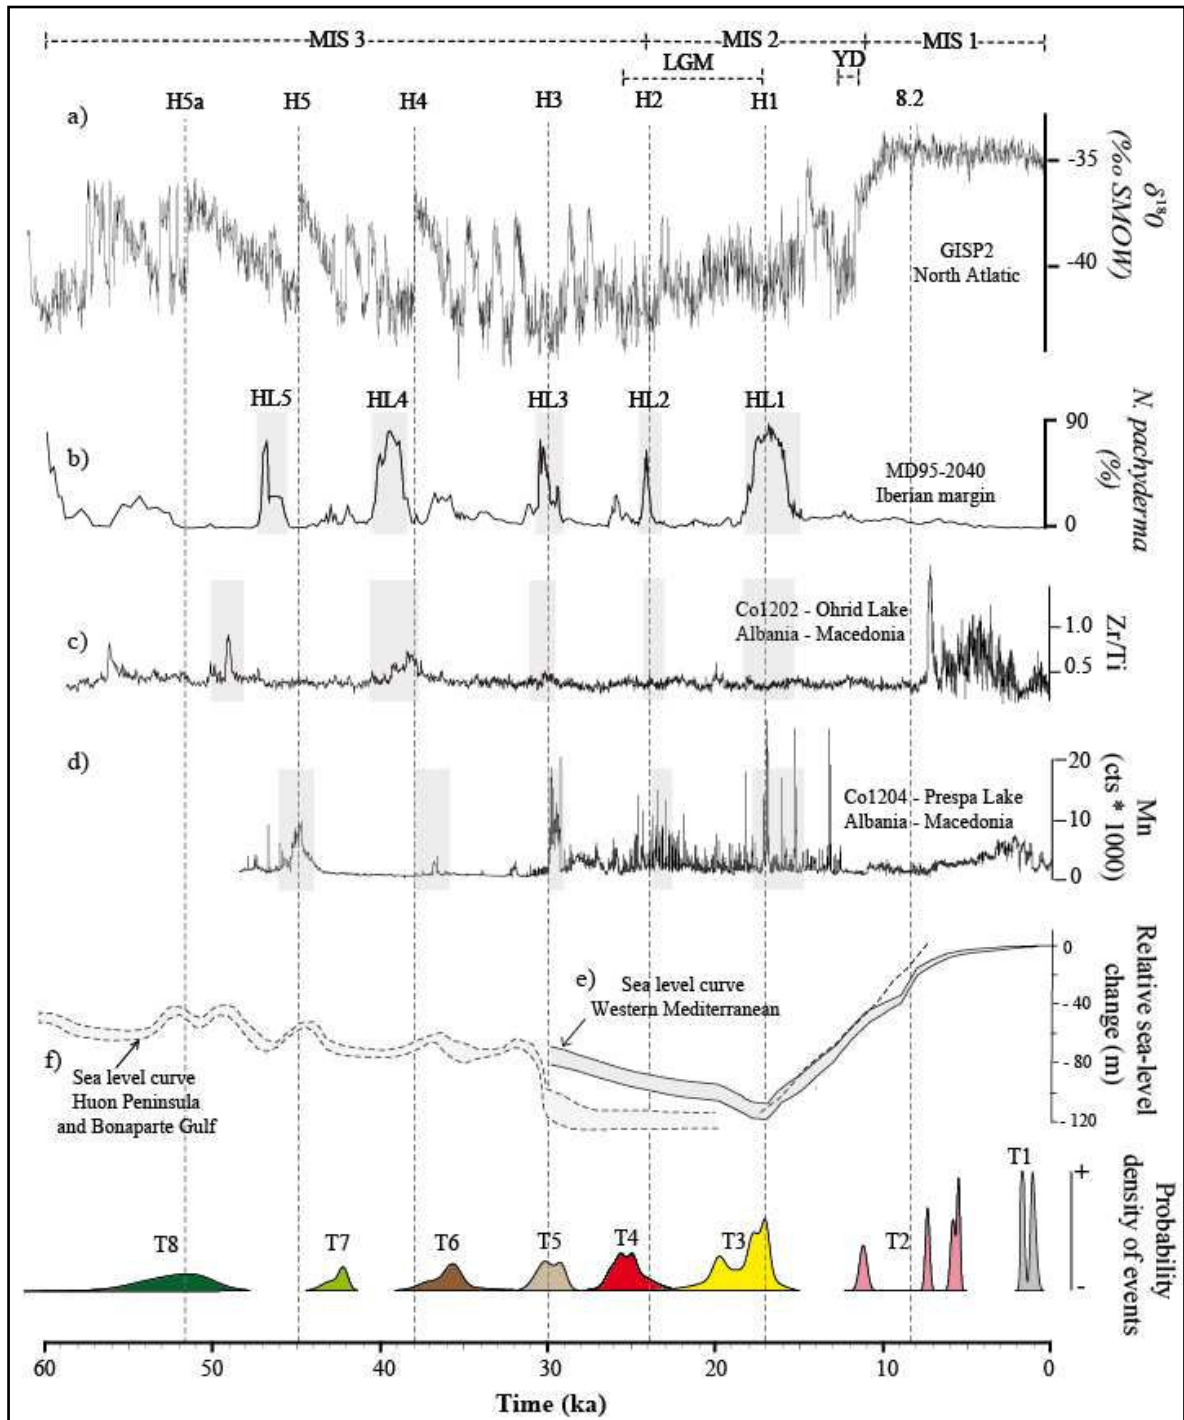 MIS 3
MIS 2
MIS 1
LGM
YD
H5a
H5
H4
H3
H2
H1
8.2
a)
-35
-40
δ¹⁸0
(‰ SMOW)
GISP2
North Atlatic
HL5
HL4
HL3
HL2
HL1
b)
90
0
N. pachyderma
(%)
MD95-2040
Iberian margin
c)
Co1202 - Ohrid Lake
Albania - Macedonia
1.0
0.5
Zr/Ti
d)
20
10
0
Mn
(cts * 1000)
Co1204 - Prespa Lake
Albania - Macedonia
e)
Sea level curve
Western Mediterranean
0
- 40
- 80
- 120
Relative sea-level
change (m)
f)
Sea level curve
Huon Peninsula
and Bonaparte Gulf
T8
T7
T6
T5
T4
T3
T2
T1
+
-
Probability
density of events
60
50
40
30
20
10
0
Time (ka)